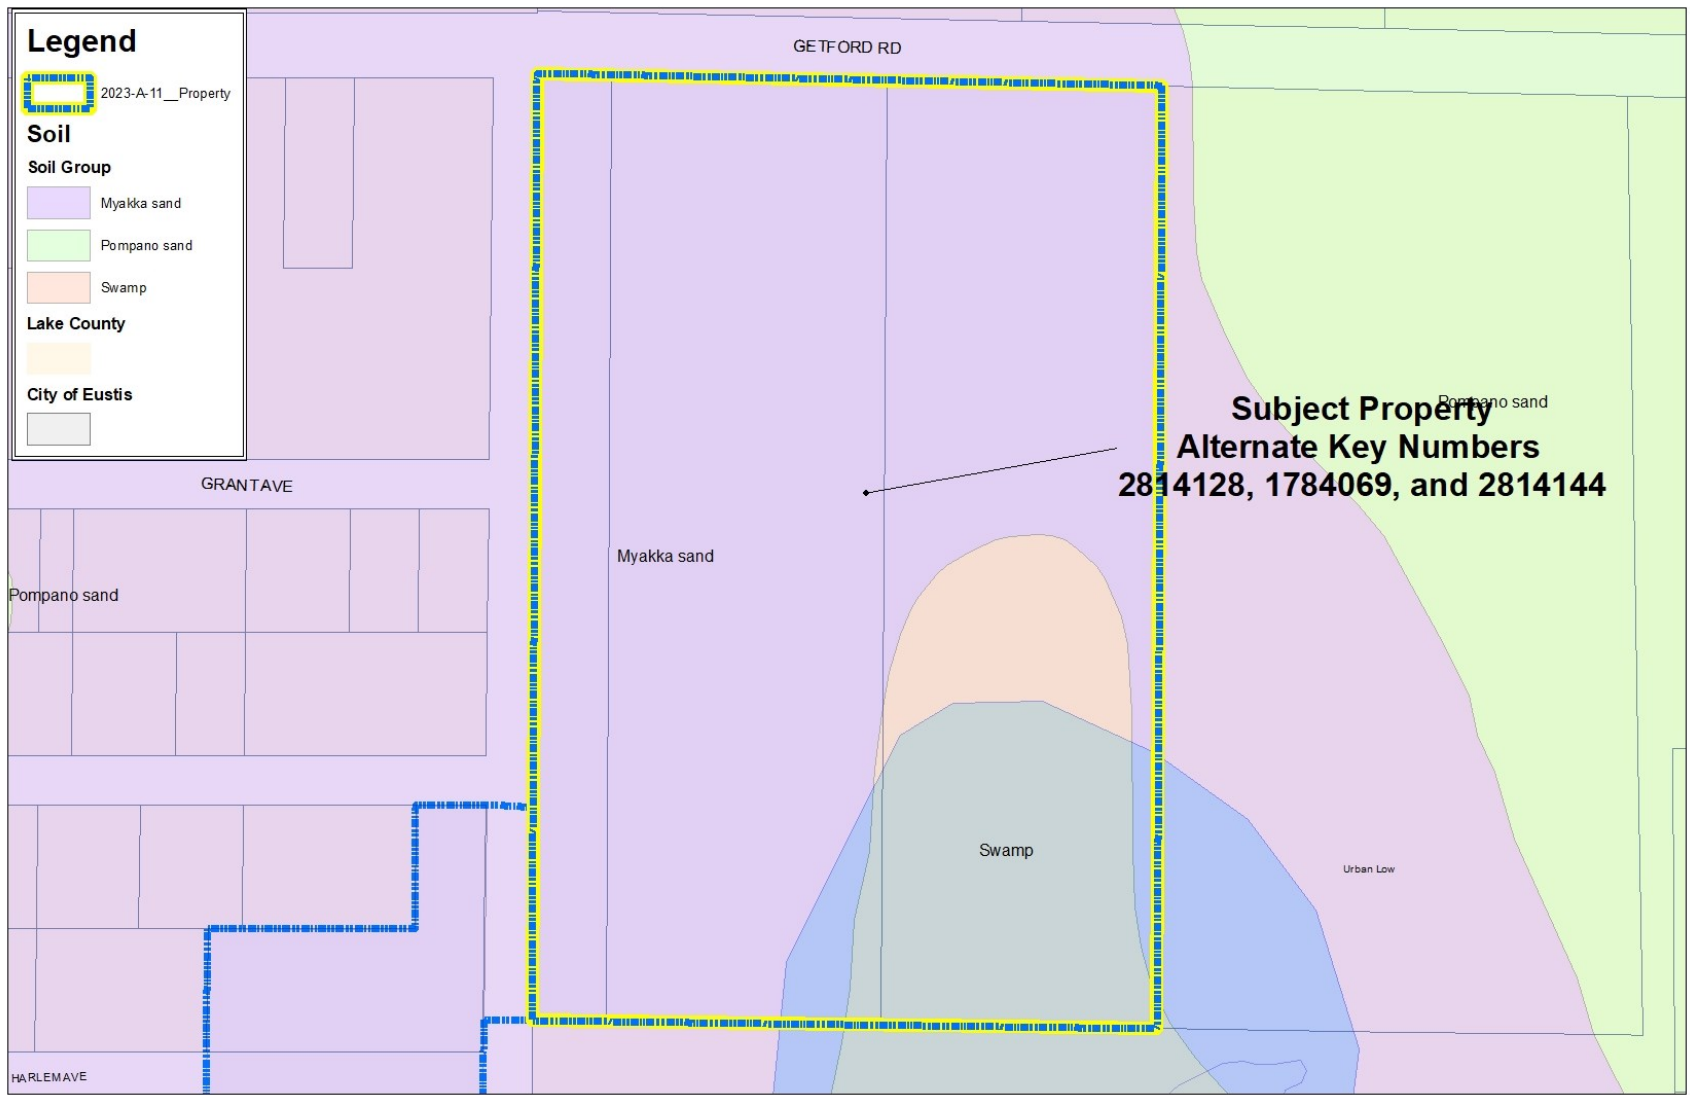 Legend
2023-A-11__Property
Soil
Soil Group
Myakka sand
Pompano sand
Swamp
Lake County
City of Eustis
GETFORD RD
GRANT AVE
Pompano sand
Subject Property
Alternate Key Numbers
2814128, 1784069, and 2814144
Myakka sand
Pompano sand
Swamp
Urban Low
HARLEM AVE